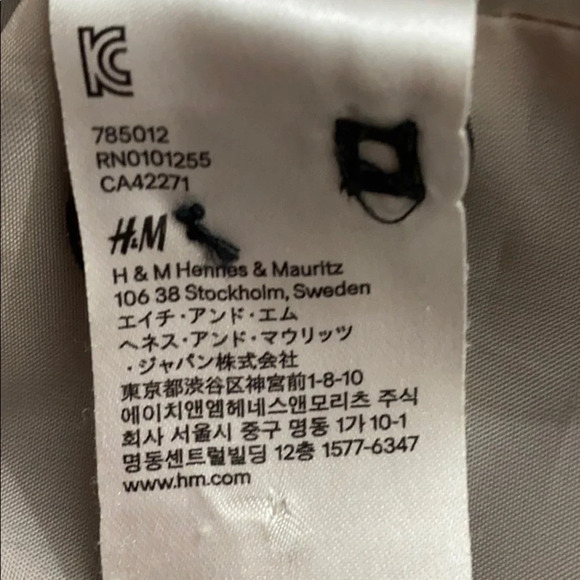 KC
785012
RN0101255
CA42271
H&M
H & M Hennes & Mauritz
106 38 Stockholm, Sweden
エイチ・アンド・エム
ヘネス・アンド・マウリッツ
・ジャパン株式会社
東京都渋谷区神宮前1-8-10
에이치앤엠헤네스앤모리츠 주식
회사 서울시 중구 명동 1가 10-1
명동센트럴빌딩 12층 1577-6347
www.hm.com